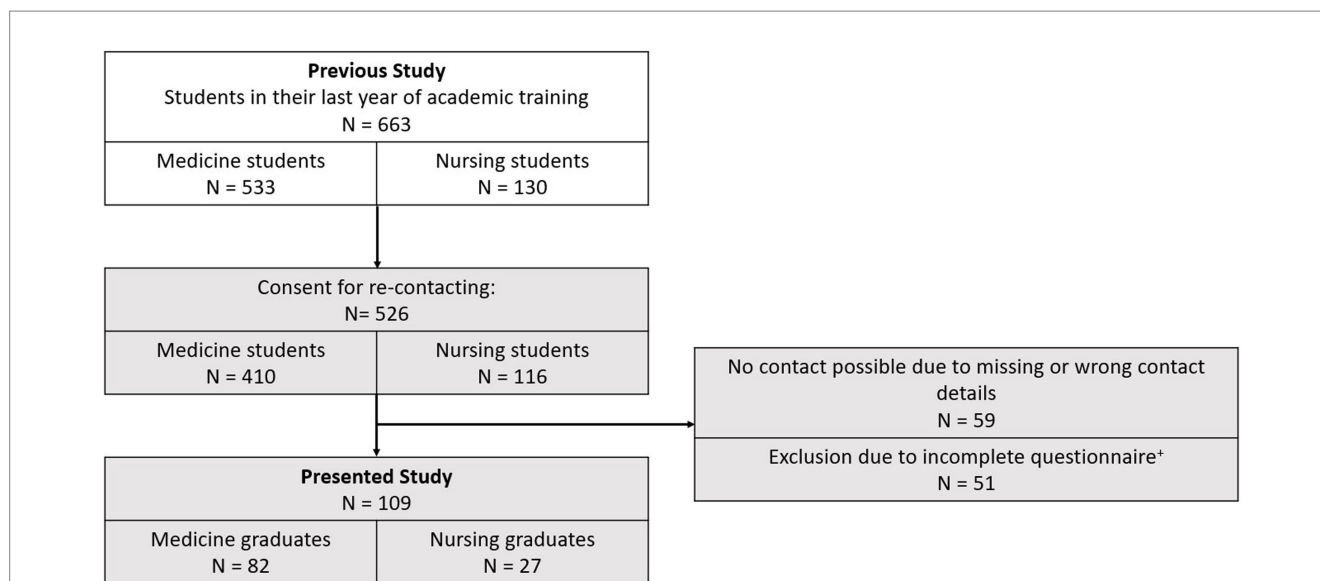 Previous Study
Students in their last year of academic training
N = 663
Medicine students
N = 533
Nursing students
N = 130
Consent for re-contacting:
N= 526
Medicine students
N = 410
Nursing students
N = 116
No contact possible due to missing or wrong contact
details
N = 59
Exclusion due to incomplete questionnaire⁺
N = 51
Presented Study
N = 109
Medicine graduates
N = 82
Nursing graduates
N = 27